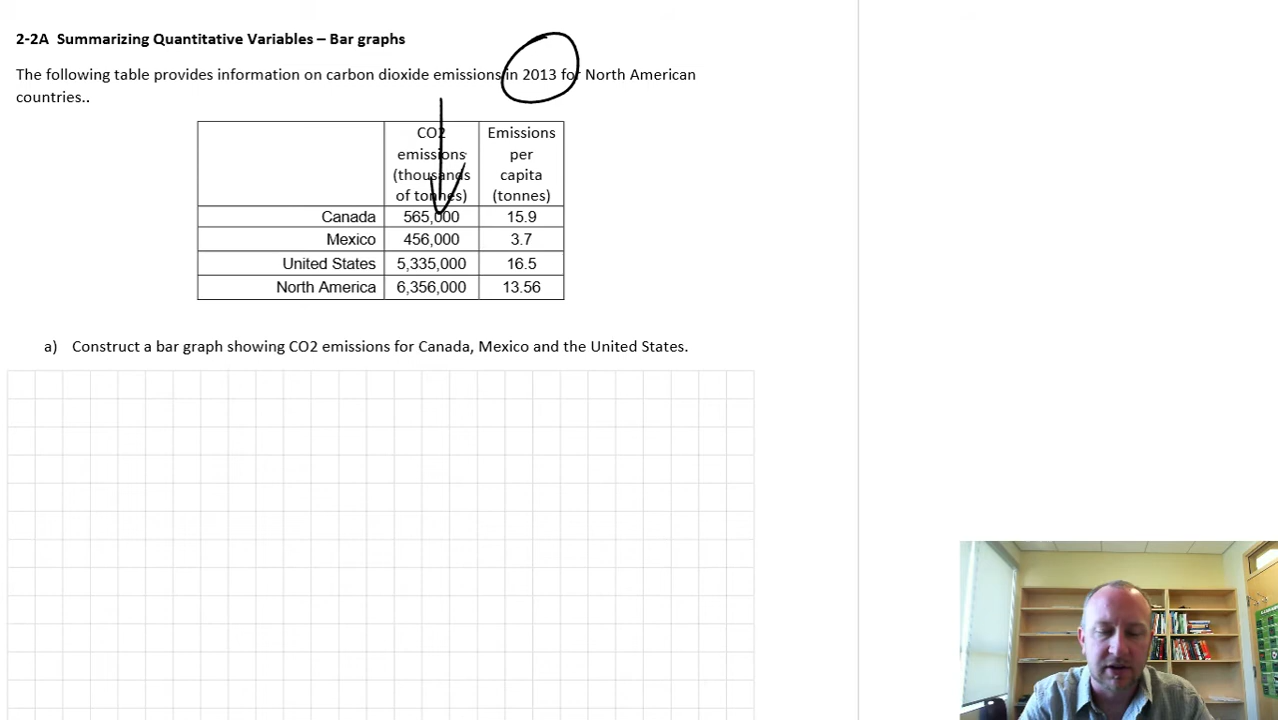 2-2A Summarizing Quantitative Variables – Bar graphs
The following table provides information on carbon dioxide emissions in 2013 for North American
countries..
CO2 emissions (thousands of tonnes) Emissions per capita (tonnes)
Canada 565,000 15.9
Mexico 456,000 3.7
United States 5,335,000 16.5
North America 6,356,000 13.56
a) Construct a bar graph showing CO2 emissions for Canada, Mexico and the United States.